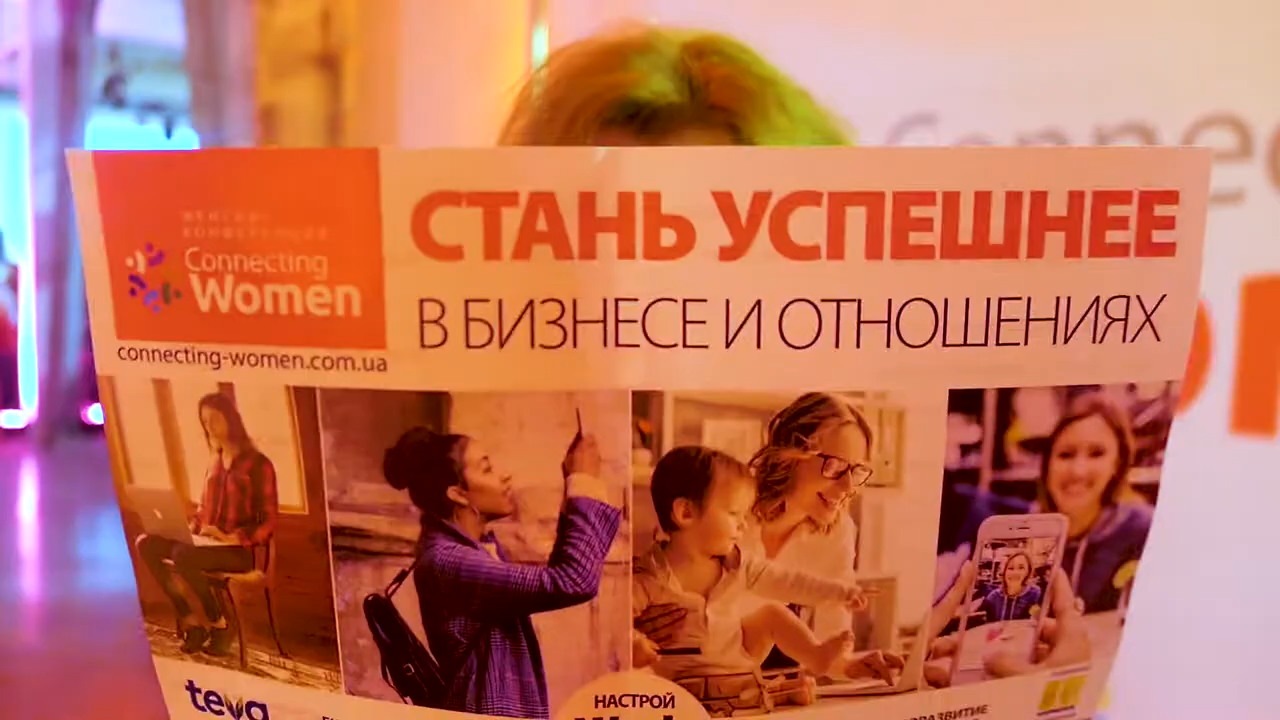 ЖЕНСКАЯ
КОНФЕРЕНЦИЯ
Connecting
Women
connecting-women.com.ua
СТАНЬ УСПЕШНЕЕ
В БИЗНЕСЕ И ОТНОШЕНИЯХ
teva
НАСТРОЙ